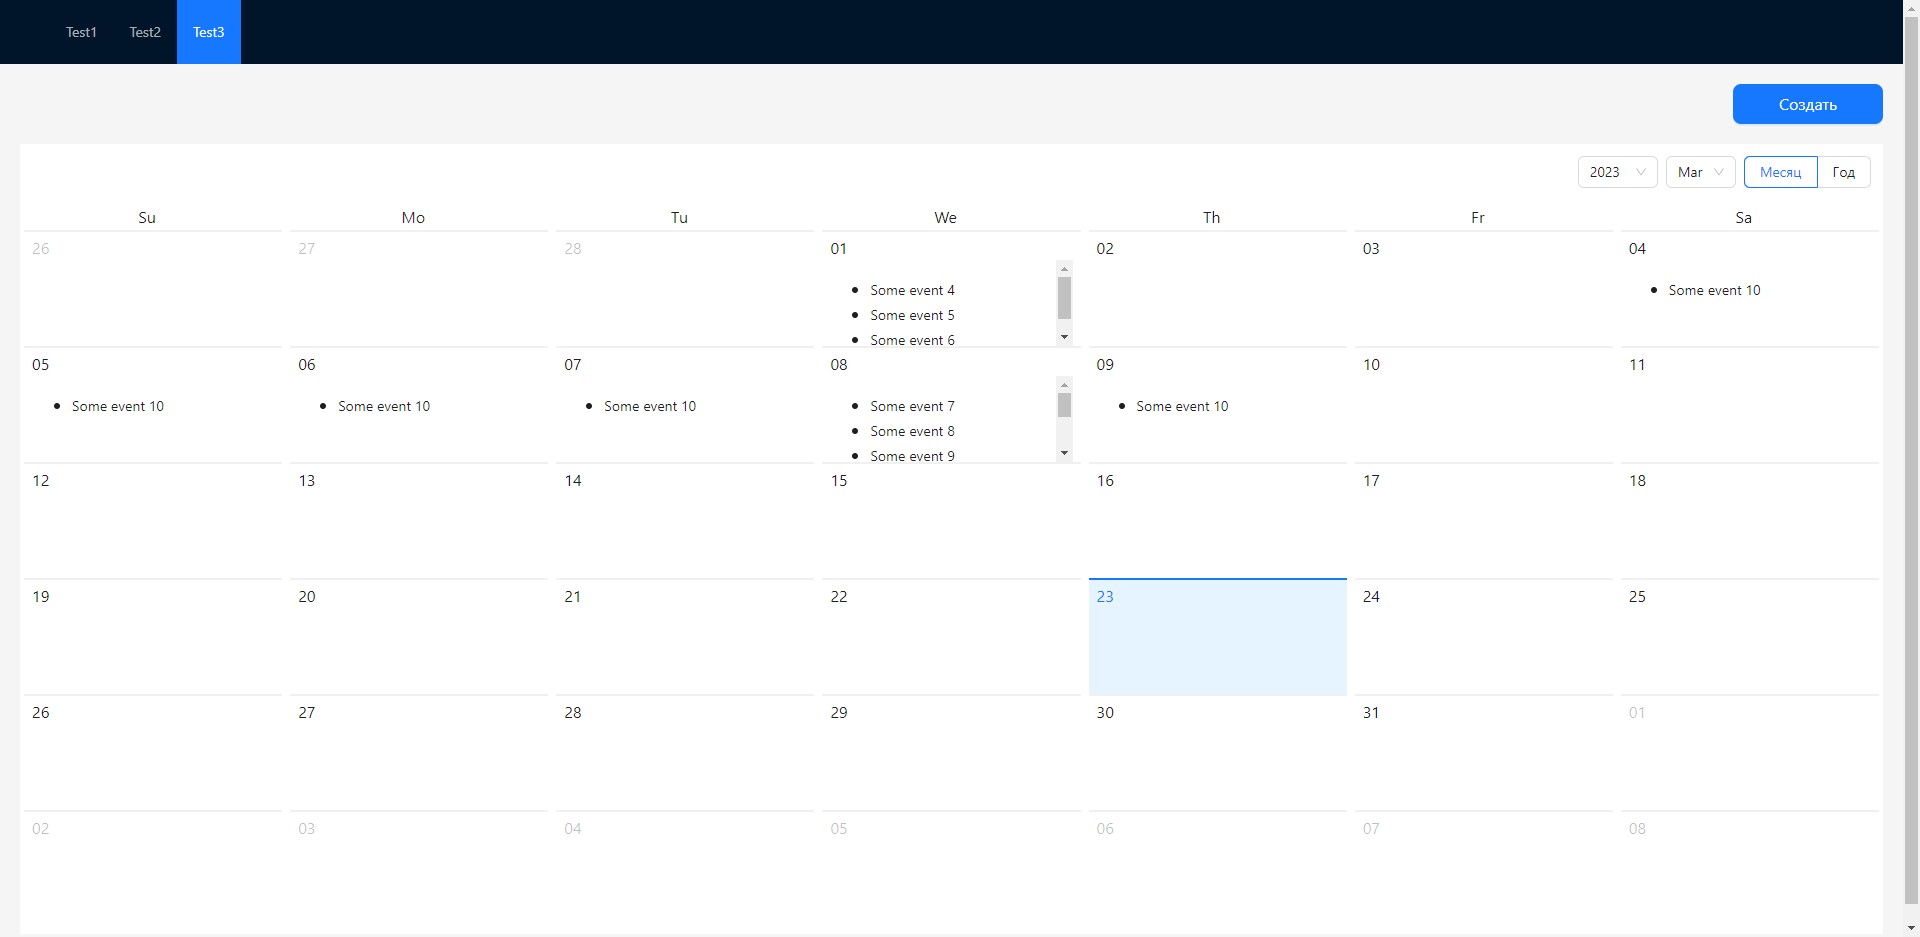 Test1 Test2 Test3
Создать
2023 Mar Месяц Год
Su Mo Tu We Th Fr Sa
26 27 28 01 02 03 04
Some event 4 Some event 10
Some event 5
Some event 6
05 06 07 08 09 10 11
Some event 10 Some event 10 Some event 10 Some event 7 Some event 10
Some event 8
Some event 9
12 13 14 15 16 17 18
19 20 21 22 23 24 25
26 27 28 29 30 31 01
02 03 04 05 06 07 08